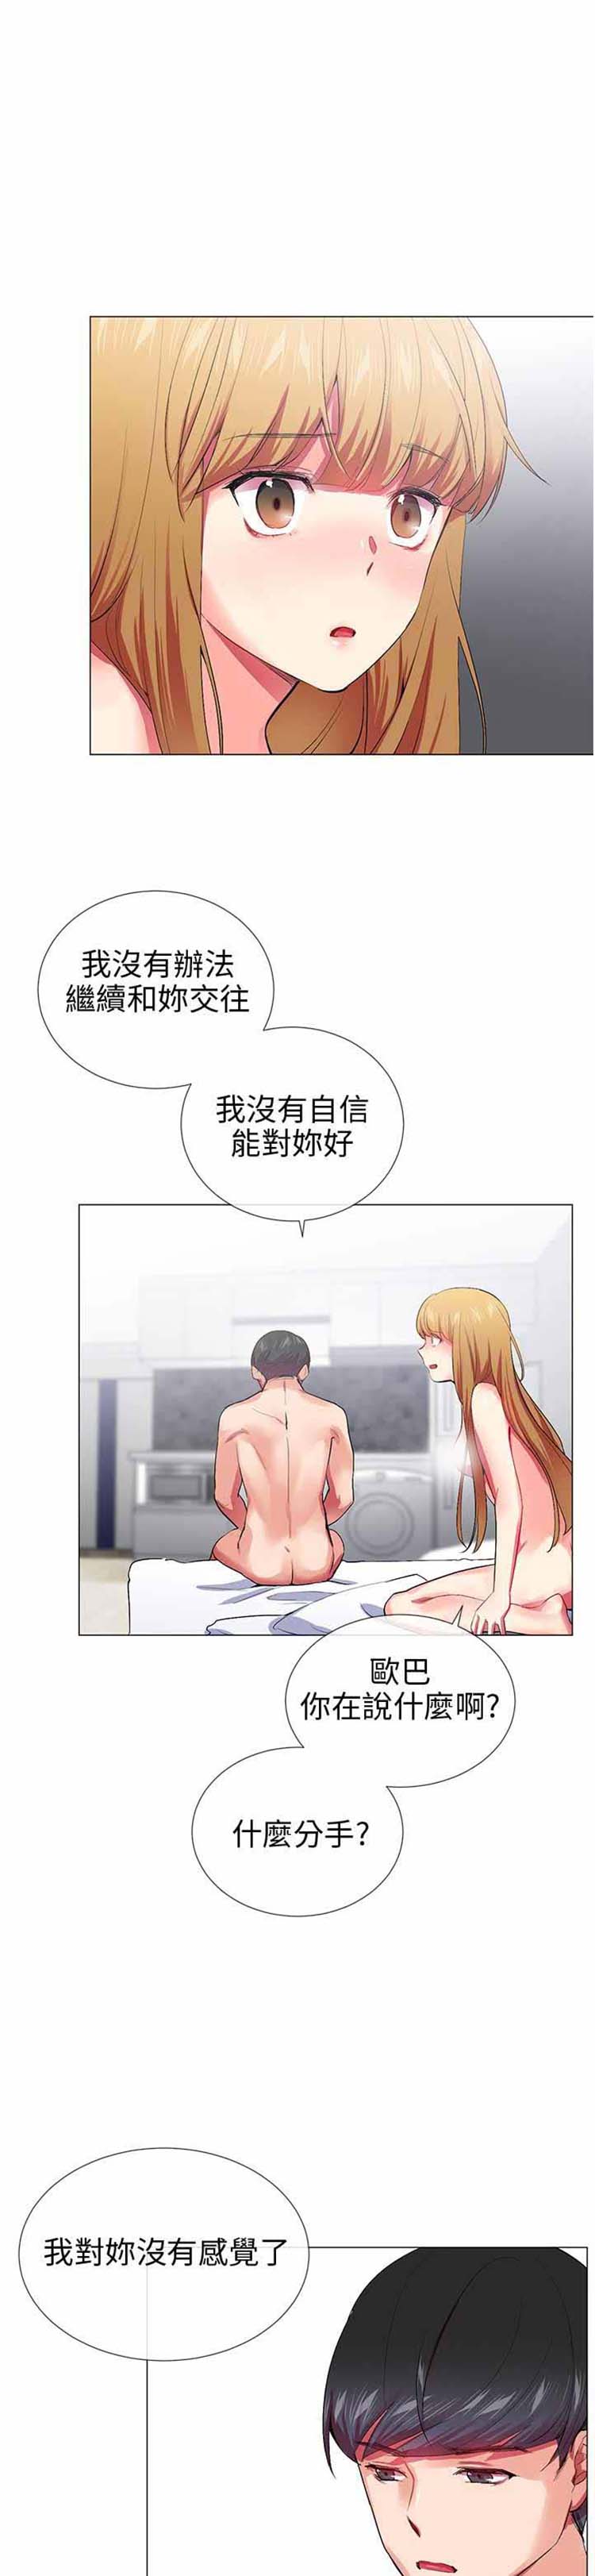 我沒有辦法
繼續和妳交往
我沒有自信
能對妳好
歐巴
你在說什麼啊?
什麼分手?
我對妳沒有感覺了